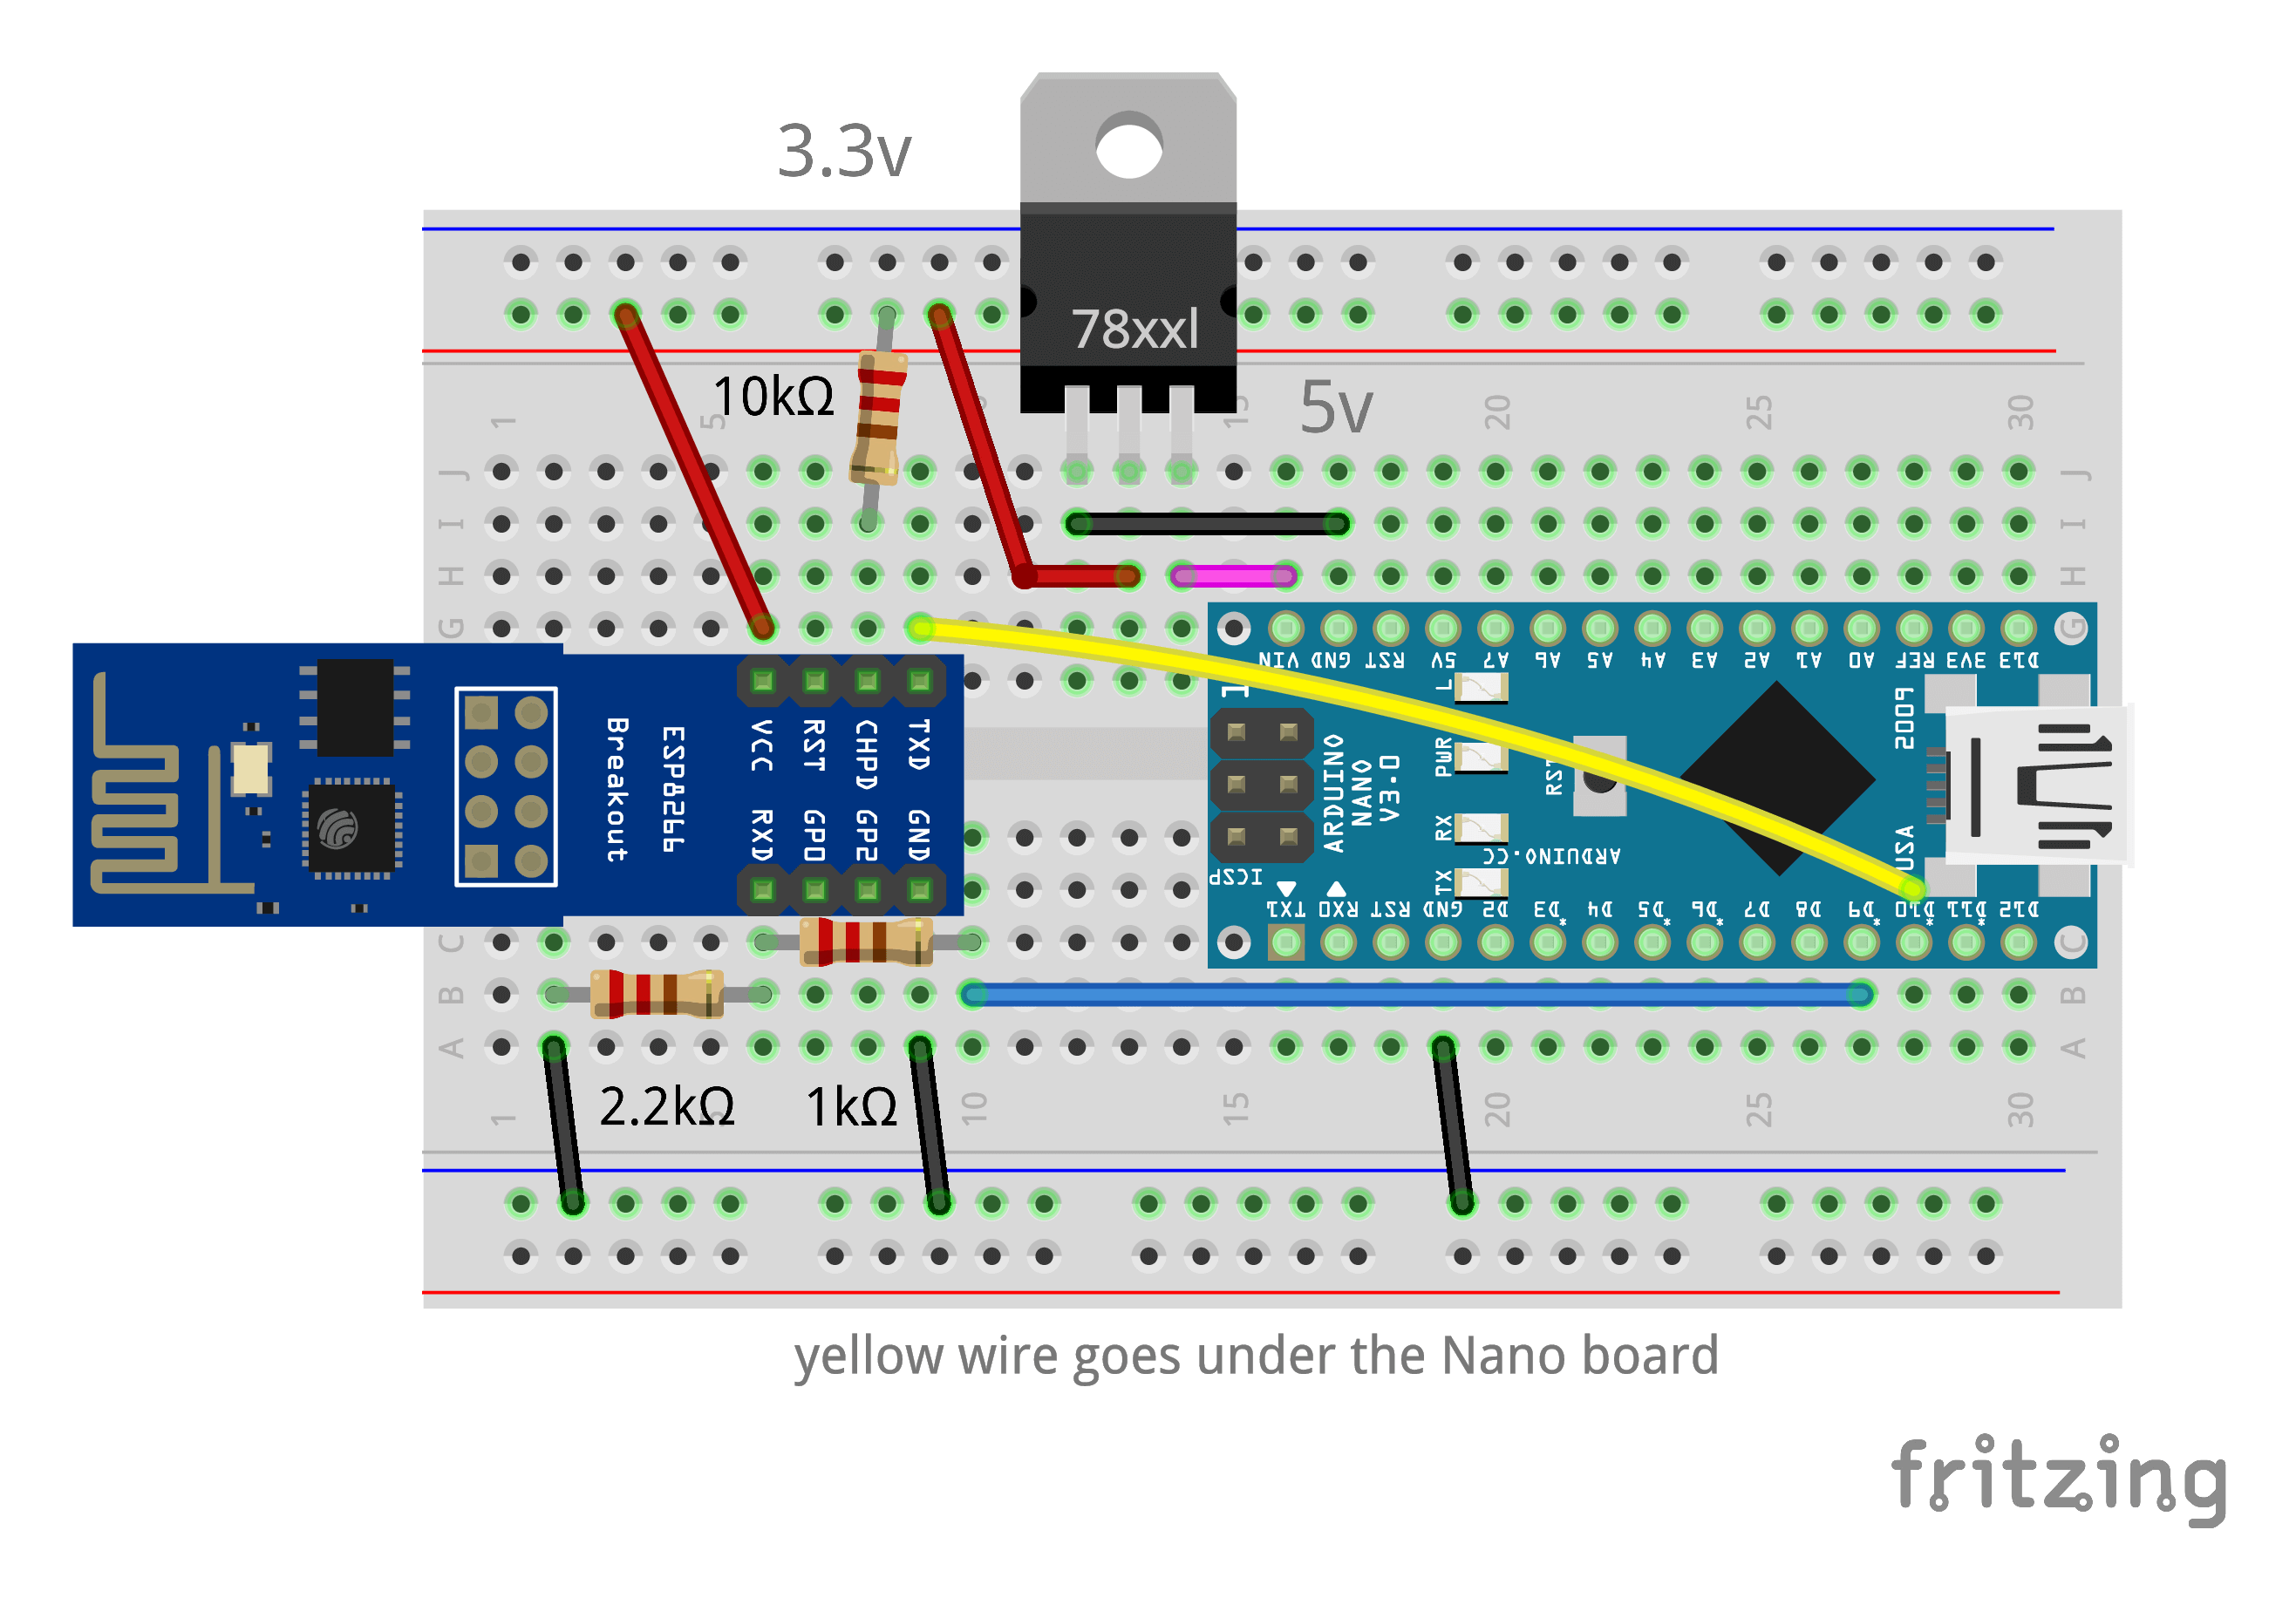 3.3v
78xxl
10kΩ
5v
1
5
15
20
25
30
J
I
H
G
VIN GND RST 5V A7 A6 A5 A4 A3 A2 A1 A0 REF 3V3 D13
1
L
PWR
RX
TX
RST
ARDUINO
NANO
V3.0
ARDUINO.CC
ICSP
USA
2009
TX1 RX0 RST GND D2 D3 D4 D5 D6 D7 D8 D9 D10 D11 D12
* * * * * *
VCC RST CHPD TXD
RXD GPO GP2 GND
ESP8266
Breakout
G
J
I
H
C
B
A
C
B
A
2.2kΩ
1kΩ
1
10
15
20
25
30
yellow wire goes under the Nano board
fritzing